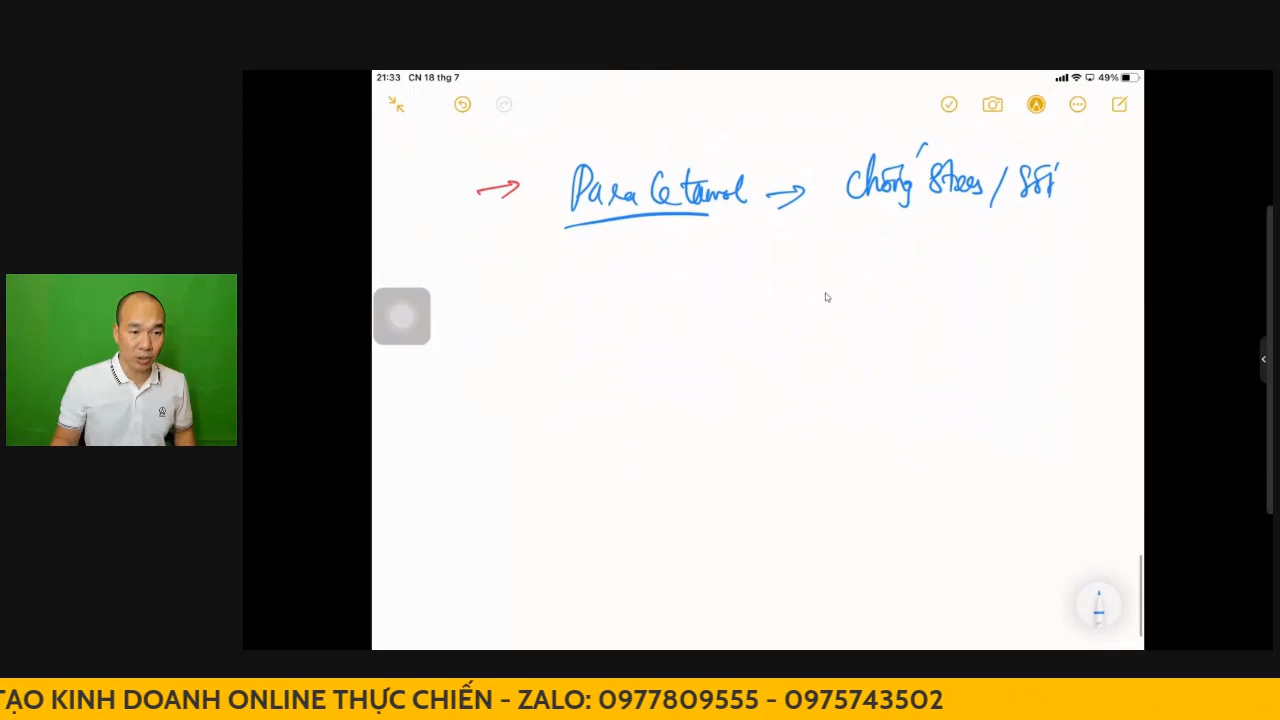 21:33 CN 18 thg 7
49%
→ Paracetamol → Chống stress / sốt
TẠO KINH DOANH ONLINE THỰC CHIẾN - ZALO: 0977809555 - 0975743502